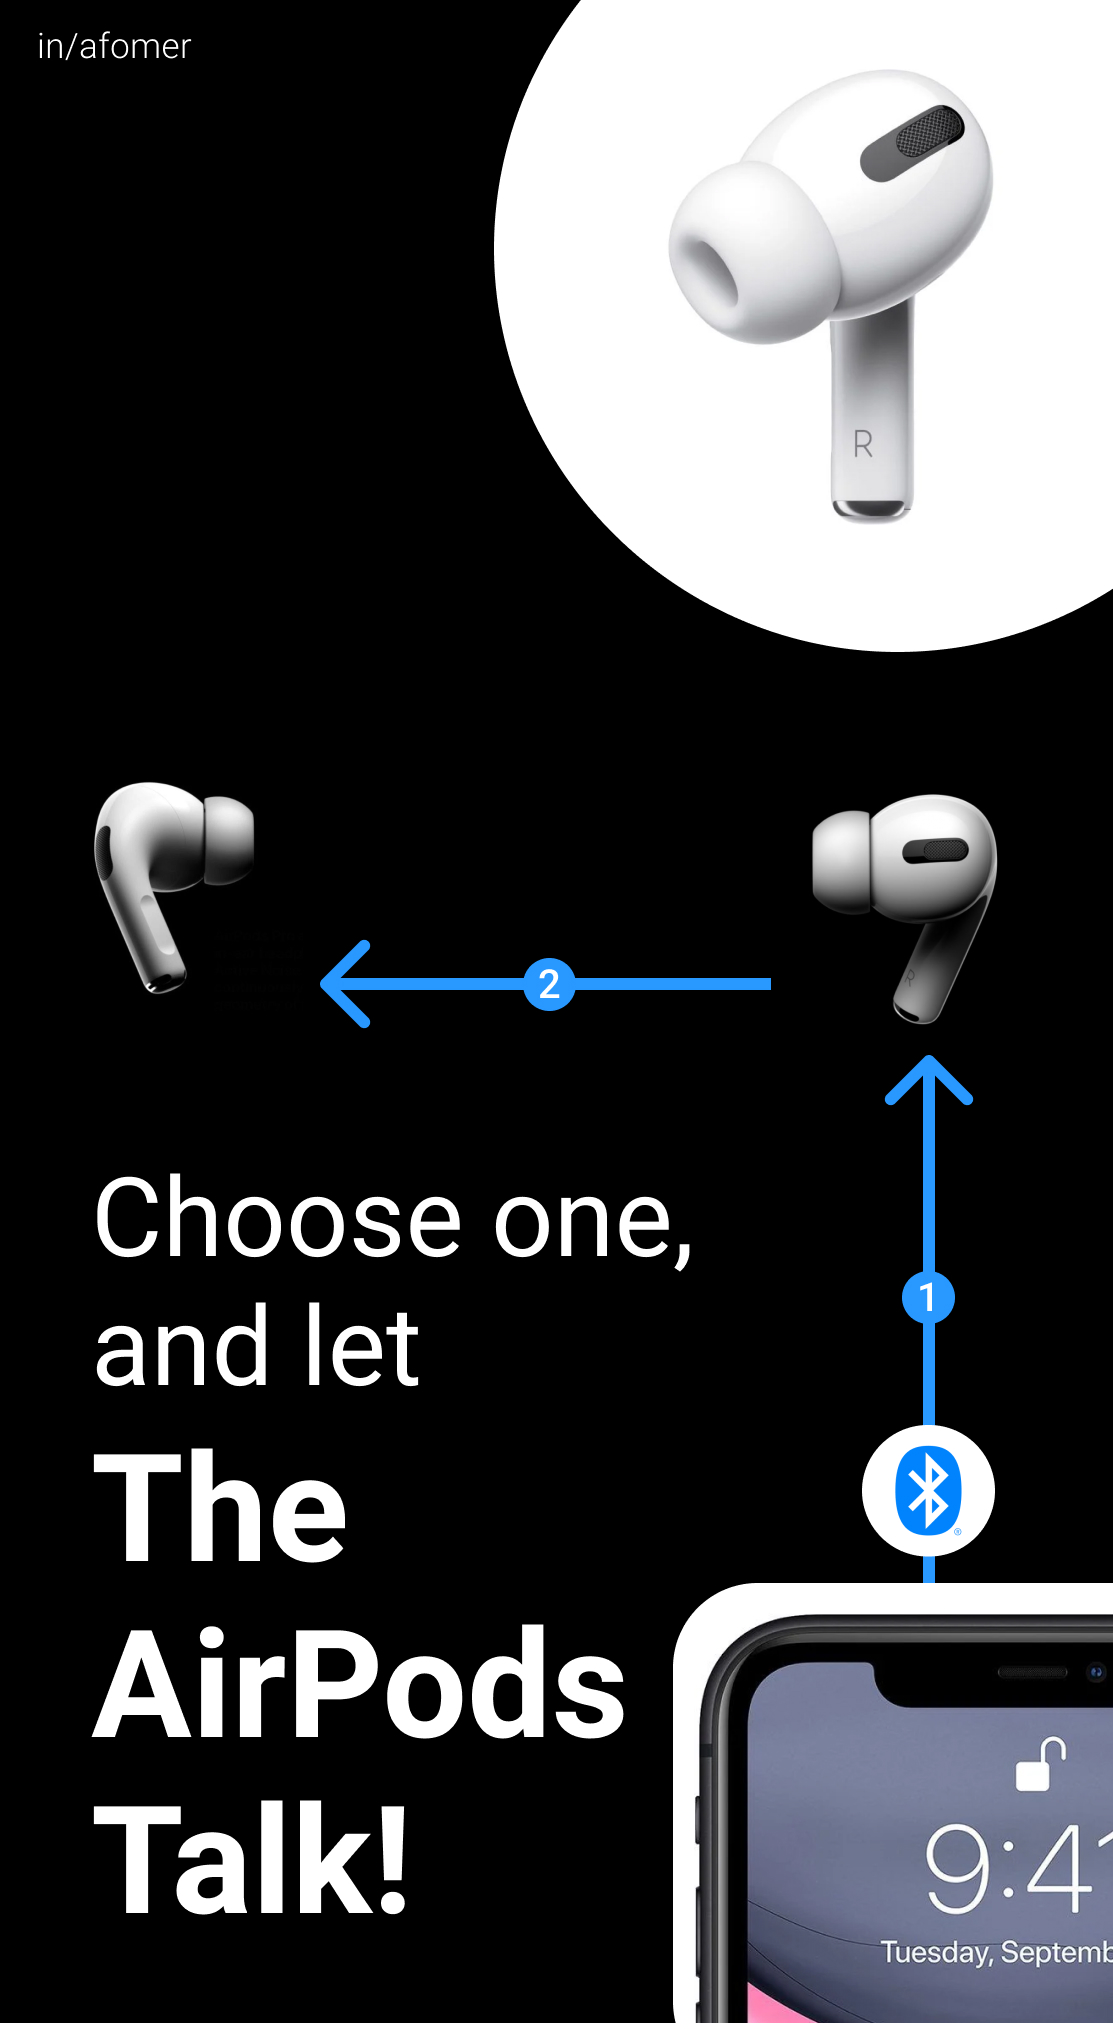 in/afomer
R
R
2
Choose one,
and let
1
The
AirPods
Talk!
®
9:41
Tuesday, Septemb